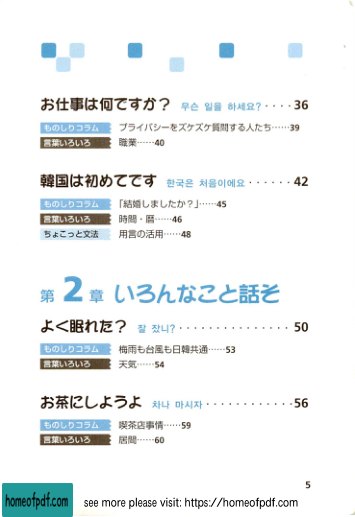 お仕事は何ですか？ 무슨 일을 하세요?････36
ものしりコラム プライバシーをズケズケ質問する人たち……39
言葉いろいろ 職業……40
韓国は初めてです 한국은 처음이에요･･････42
ものしりコラム 「結婚しましたか？」……45
言葉いろいろ 時間・暦……46
ちょこっと文法 用言の活用……48
第2章 いろんなこと話そ
よく眠れた？ 잘 잤니?･･･････････････50
ものしりコラム 梅雨も台風も日韓共通……53
言葉いろいろ 天気……54
お茶にしようよ 차나 마시자････････････56
ものしりコラム 喫茶店事情……59
言葉いろいろ 居間……60
5
homeofpdf.com see more please visit: https://homeofpdf.com